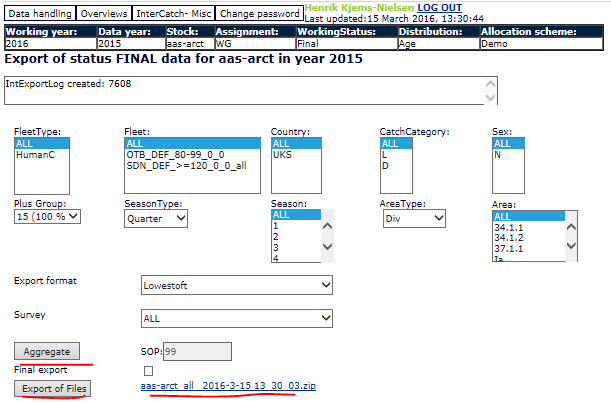 Data handling Overviews InterCatch- Misc Change password Henrik Kjems-Nielsen LOG OUT
Last updated:15 March 2016, 13:30:44
Working year: Data year: Stock: Assignment: WorkingStatus: Distribution: Allocation scheme:
2016 2015 aas-arct WG Final Age Demo
Export of status FINAL data for aas-arct in year 2015
IntExportLog created: 7608
FleetType: Fleet: Country: CatchCategory: Sex:
ALL ALL ALL ALL ALL
HumanC OTB_DEF_80-99_0_0 UKS L N
SDN_DEF_>=120_0_0_all D
Plus Group: SeasonType: Season: AreaType: Area:
15 (100 % Quarter ALL Div ALL
1 34.1.1
2 34.1.2
3 37.1.1
4 Ia
Export format Lowestoft
Survey ALL
Aggregate SOP: 99
Final export
Export of Files aas-arct_all_ 2016-3-15 13_30_03.zip